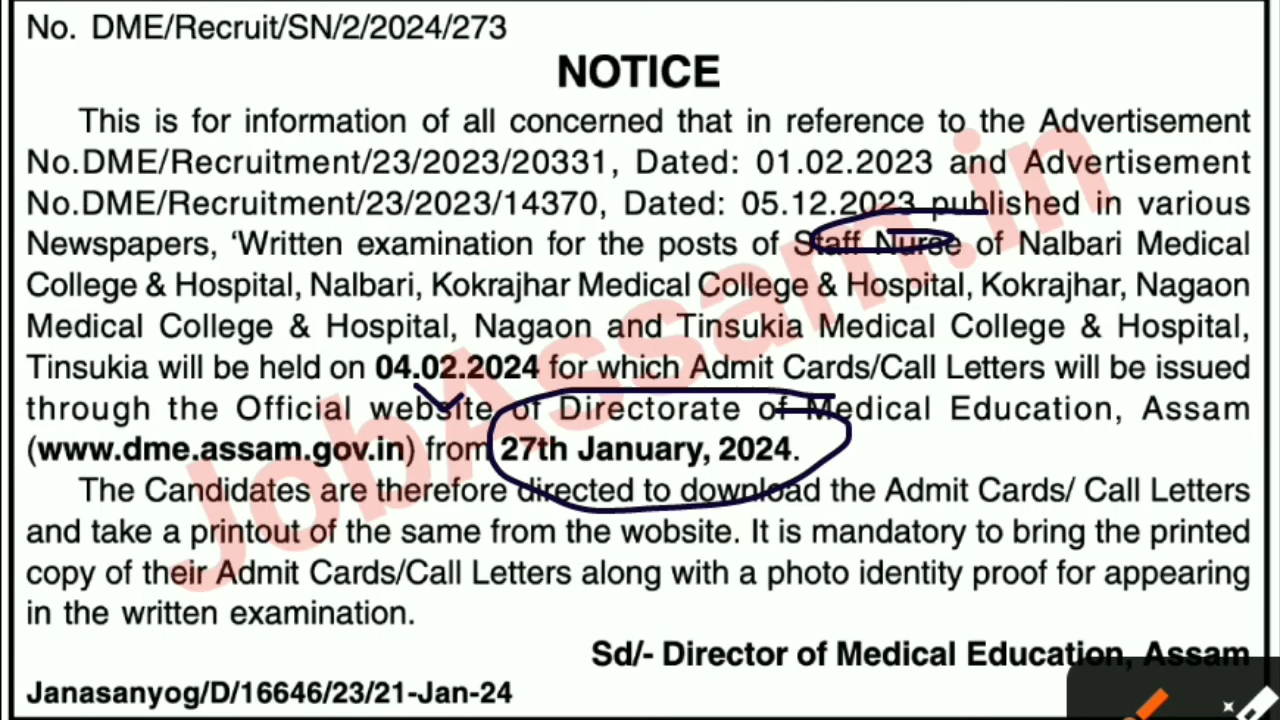 No. DME/Recruit/SN/2/2024/273
NOTICE
This is for information of all concerned that in reference to the Advertisement
No.DME/Recruitment/23/2023/20331, Dated: 01.02.2023 and Advertisement
No.DME/Recruitment/23/2023/14370, Dated: 05.12.2023 published in various
Newspapers, ‘Written examination for the posts of Staff Nurse of Nalbari Medical
College & Hospital, Nalbari, Kokrajhar Medical College & Hospital, Kokrajhar, Nagaon
Medical College & Hospital, Nagaon and Tinsukia Medical College & Hospital,
Tinsukia will be held on 04.02.2024 for which Admit Cards/Call Letters will be issued
through the Official website of Directorate of Medical Education, Assam
(www.dme.assam.gov.in) from 27th January, 2024.
The Candidates are therefore directed to download the Admit Cards/ Call Letters
and take a printout of the same from the wobsite. It is mandatory to bring the printed
copy of their Admit Cards/Call Letters along with a photo identity proof for appearing
in the written examination.
Sd/- Director of Medical Education, Assam
Janasanyog/D/16646/23/21-Jan-24
JobAssam.in